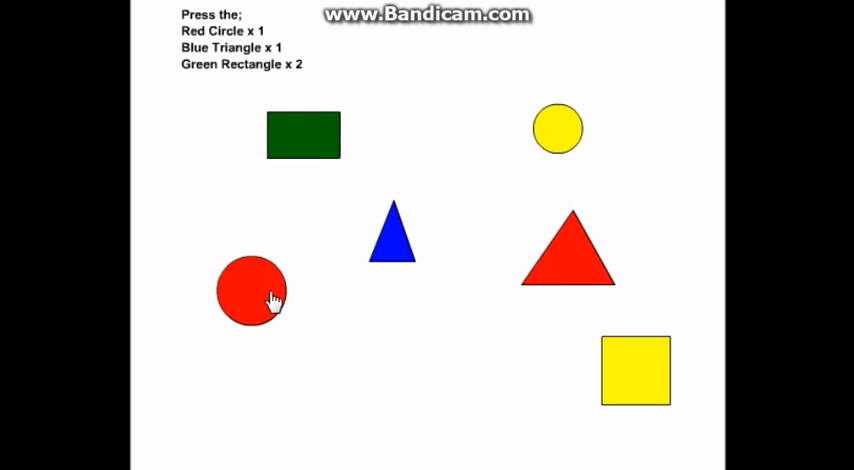 www.Bandicam.com
Press the;
Red Circle x 1
Blue Triangle x 1
Green Rectangle x 2